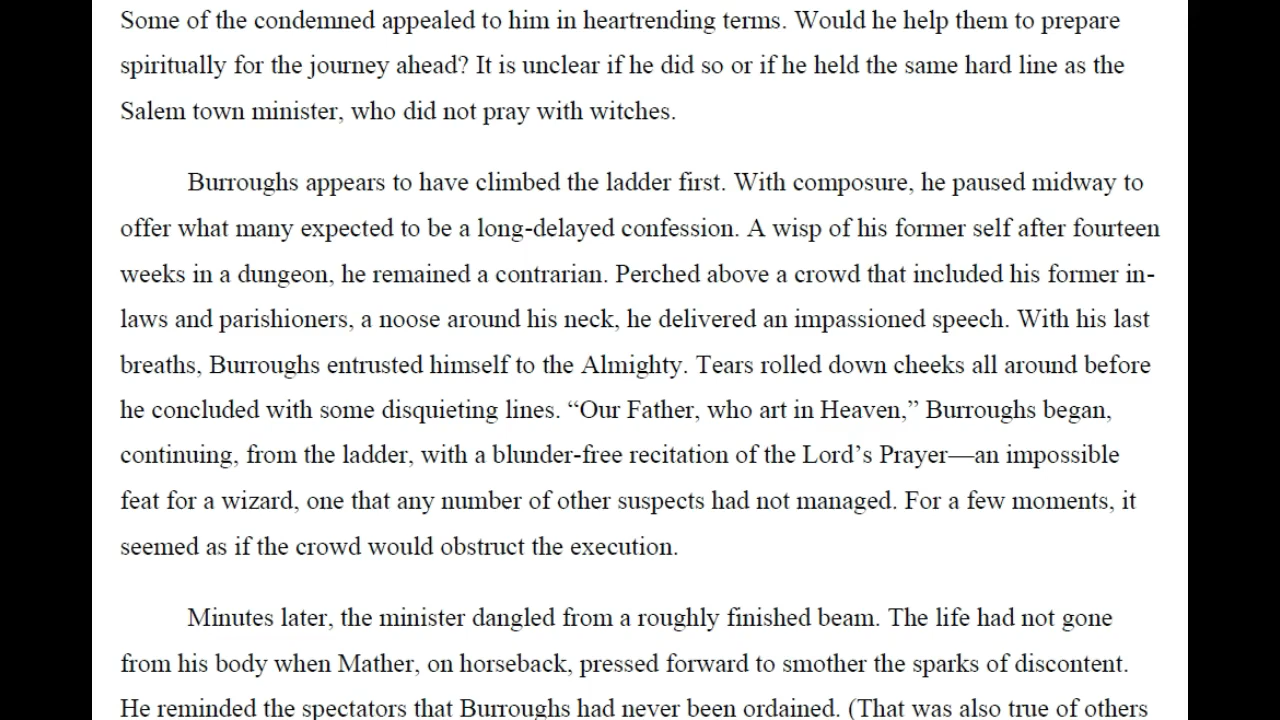 Some of the condemned appealed to him in heartrending terms. Would he help them to prepare
spiritually for the journey ahead? It is unclear if he did so or if he held the same hard line as the
Salem town minister, who did not pray with witches.
Burroughs appears to have climbed the ladder first. With composure, he paused midway to
offer what many expected to be a long-delayed confession. A wisp of his former self after fourteen
weeks in a dungeon, he remained a contrarian. Perched above a crowd that included his former in-
laws and parishioners, a noose around his neck, he delivered an impassioned speech. With his last
breaths, Burroughs entrusted himself to the Almighty. Tears rolled down cheeks all around before
he concluded with some disquieting lines. “Our Father, who art in Heaven,” Burroughs began,
continuing, from the ladder, with a blunder-free recitation of the Lord’s Prayer—an impossible
feat for a wizard, one that any number of other suspects had not managed. For a few moments, it
seemed as if the crowd would obstruct the execution.
Minutes later, the minister dangled from a roughly finished beam. The life had not gone
from his body when Mather, on horseback, pressed forward to smother the sparks of discontent.
He reminded the spectators that Burroughs had never been ordained. (That was also true of others